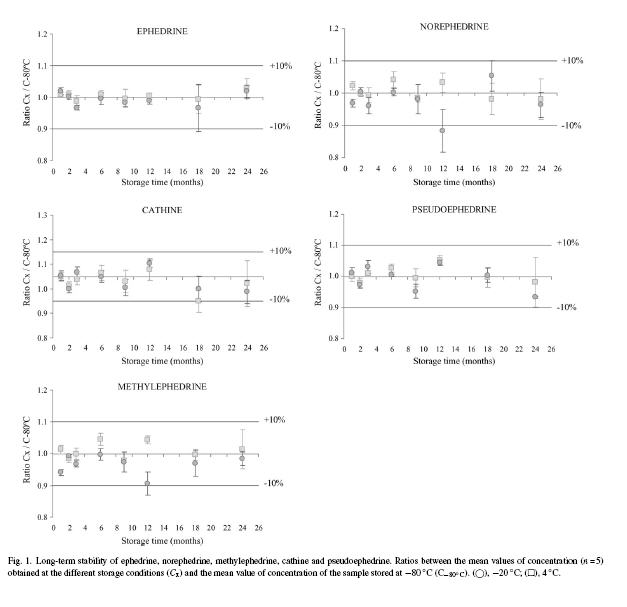 EPHEDRINE
1.2
1.1
1.0
0.9
0.8
+10%
-10%
Ratio Cx / C-80ºC
0 2 4 6 8 10 12 14 16 18 20 22 24 26
Storage time (months)
NOREPHEDRINE
1.2
1.1
1.0
0.9
0.8
+10%
-10%
Ratio Cx / C-80ºC
0 2 4 6 8 10 12 14 16 18 20 22 24 26
Storage time (months)
CATHINE
1.3
1.2
1.1
1.0
0.9
0.8
+10%
-10%
Ratio Cx / C-80ºC
0 2 4 6 8 10 12 14 16 18 20 22 24 26
Storage time (months)
PSEUDOEPHEDRINE
1.2
1.1
1.0
0.9
0.8
+10%
-10%
Ratio Cx / C-80ºC
0 2 4 6 8 10 12 14 16 18 20 22 24 26
Storage time (months)
METHYLEPHEDRINE
1.2
1.1
1.0
0.9
0.8
+10%
-10%
Ratio Cx / C-80ºC
0 2 4 6 8 10 12 14 16 18 20 22 24 26
Storage time (months)
Fig. 1. Long-term stability of ephedrine, norephedrine, methylephedrine, cathine and pseudoephedrine. Ratios between the mean values of concentration (n = 5)
obtained at the different storage conditions (Cx) and the mean value of concentration of the sample stored at −80 °C (C−80°C). (○), −20 °C; (□), 4 °C.